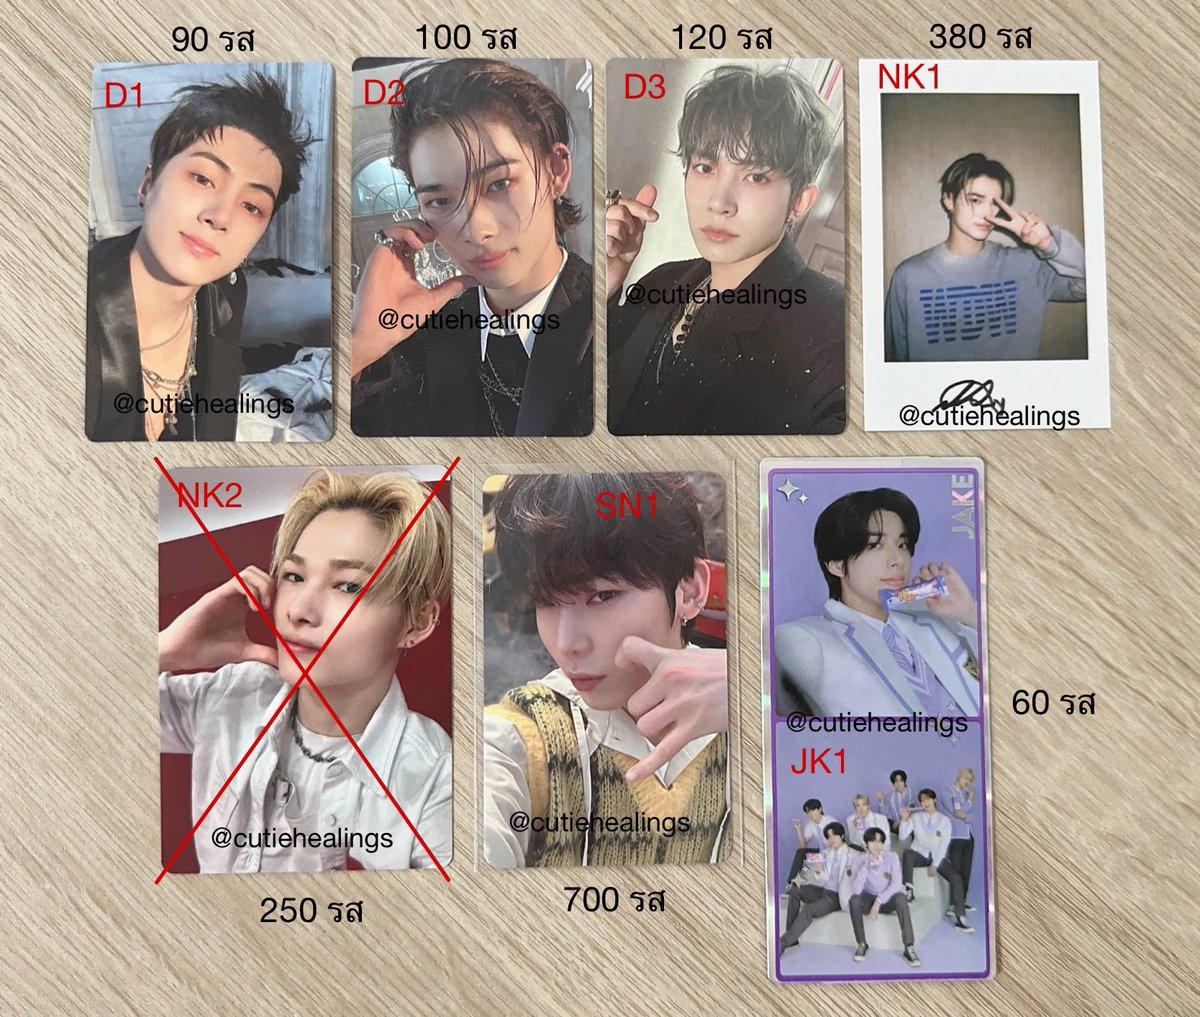 90 รส
100 รส
120 รส
380 รส
D1
D2
D3
NK1
WDW
@cutiehealings
@cutiehealings
@cutiehealings
@cutiehealings
NK2
SN1
JAKE
@cutiehealings
@cutiehealings
@cutiehealings
JK1
60 รส
250 รส
700 รส